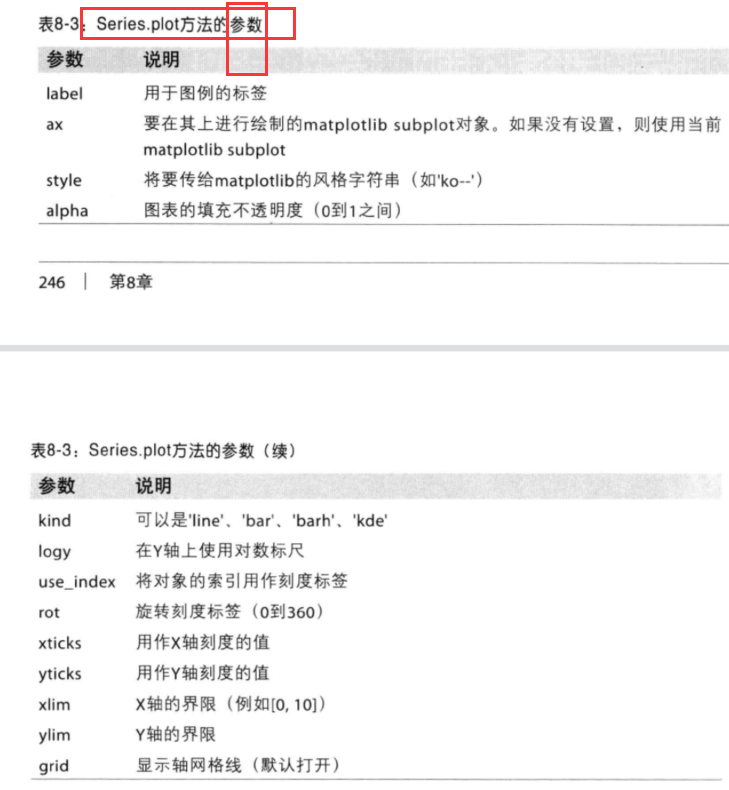 表8-3：Series.plot方法的参数
参数 说明
label 用于图例的标签
ax 要在其上进行绘制的matplotlib subplot对象。如果没有设置，则使用当前
matplotlib subplot
style 将要传给matplotlib的风格字符串（如'ko--'）
alpha 图表的填充不透明度（0到1之间）
246 | 第8章
表8-3：Series.plot方法的参数（续）
参数 说明
kind 可以是'line'、'bar'、'barh'、'kde'
logy 在Y轴上使用对数标尺
use_index 将对象的索引用作刻度标签
rot 旋转刻度标签（0到360）
xticks 用作X轴刻度的值
yticks 用作Y轴刻度的值
xlim X轴的界限（例如[0, 10]）
ylim Y轴的界限
grid 显示轴网格线（默认打开）